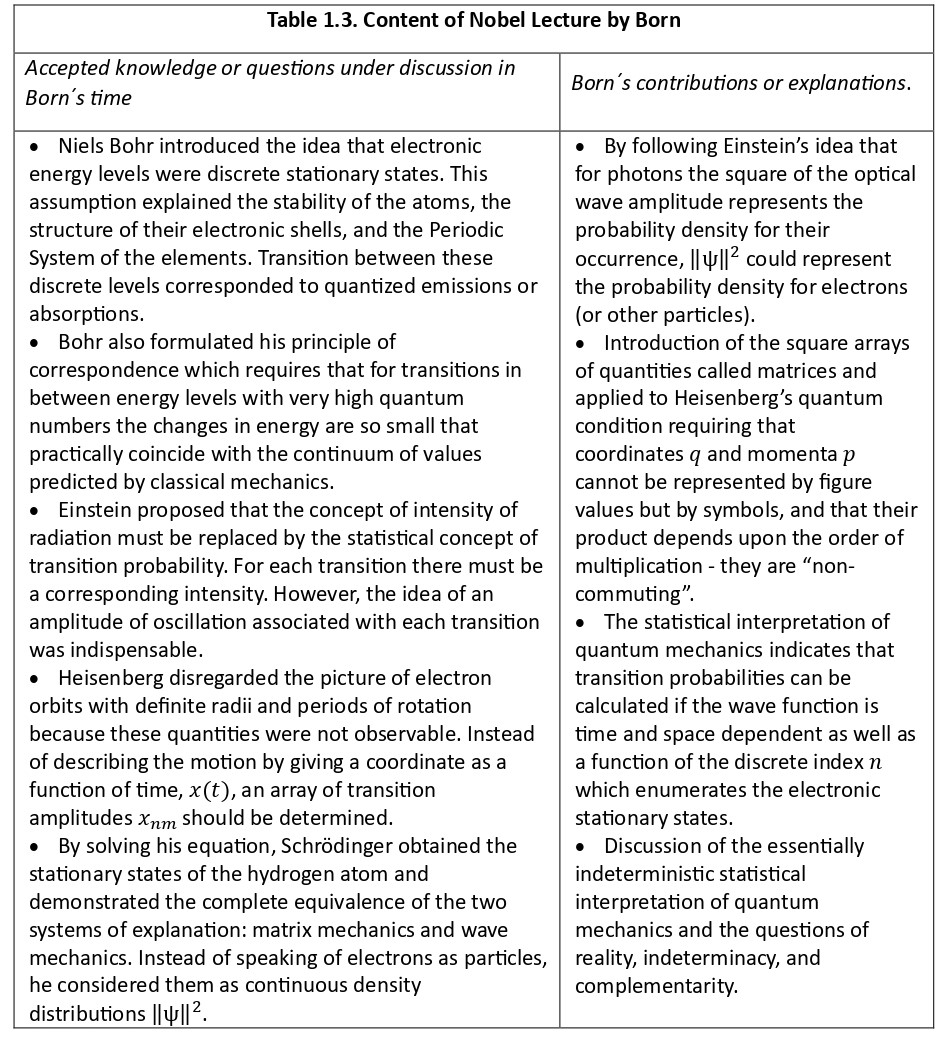 Table 1.3. Content of Nobel Lecture by Born
Accepted knowledge or questions under discussion in
Born´s time
Born´s contributions or explanations.
• Niels Bohr introduced the idea that electronic
energy levels were discrete stationary states. This
assumption explained the stability of the atoms, the
structure of their electronic shells, and the Periodic
System of the elements. Transition between these
discrete levels corresponded to quantized emissions or
absorptions.
• Bohr also formulated his principle of
correspondence which requires that for transitions in
between energy levels with very high quantum
numbers the changes in energy are so small that
practically coincide with the continuum of values
predicted by classical mechanics.
• Einstein proposed that the concept of intensity of
radiation must be replaced by the statistical concept of
transition probability. For each transition there must be
a corresponding intensity. However, the idea of an
amplitude of oscillation associated with each transition
was indispensable.
• Heisenberg disregarded the picture of electron
orbits with definite radii and periods of rotation
because these quantities were not observable. Instead
of describing the motion by giving a coordinate as a
function of time, x(t), an array of transition
amplitudes xₙₘ should be determined.
• By solving his equation, Schrödinger obtained the
stationary states of the hydrogen atom and
demonstrated the complete equivalence of the two
systems of explanation: matrix mechanics and wave
mechanics. Instead of speaking of electrons as particles,
he considered them as continuous density
distributions ‖ψ‖².
• By following Einstein’s idea that
for photons the square of the optical
wave amplitude represents the
probability density for their
occurrence, ‖ψ‖² could represent
the probability density for electrons
(or other particles).
• Introduction of the square arrays
of quantities called matrices and
applied to Heisenberg’s quantum
condition requiring that
coordinates q and momenta p
cannot be represented by figure
values but by symbols, and that their
product depends upon the order of
multiplication - they are “non-
commuting”.
• The statistical interpretation of
quantum mechanics indicates that
transition probabilities can be
calculated if the wave function is
time and space dependent as well as
a function of the discrete index n
which enumerates the electronic
stationary states.
• Discussion of the essentially
indeterministic statistical
interpretation of quantum
mechanics and the questions of
reality, indeterminacy, and
complementarity.